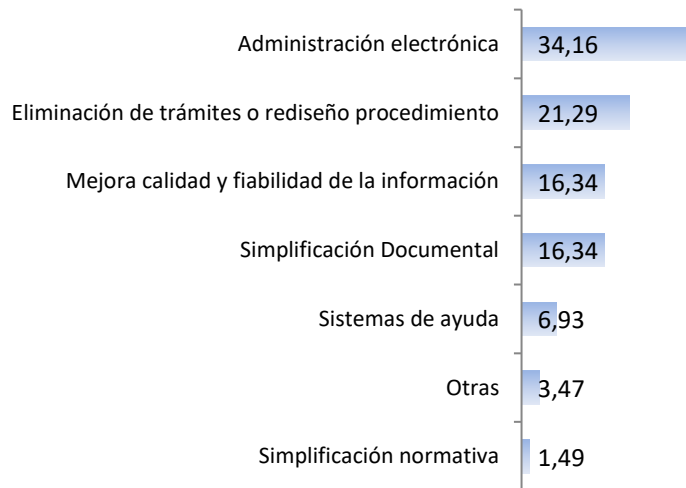 Administración electrónica 34,16
Eliminación de trámites o rediseño procedimiento 21,29
Mejora calidad y fiabilidad de la información 16,34
Simplificación Documental 16,34
Sistemas de ayuda 6,93
Otras 3,47
Simplificación normativa 1,49